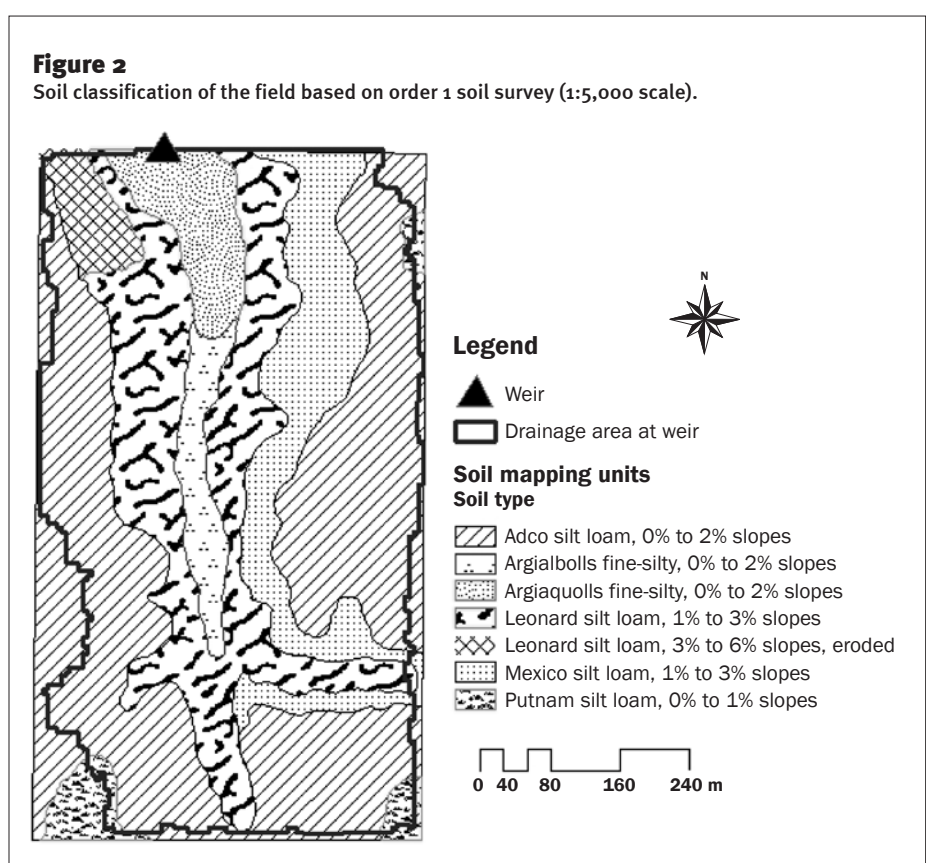 Figure 2
Soil classification of the field based on order 1 soil survey (1:5,000 scale).
N
Legend
Weir
Drainage area at weir
Soil mapping units
Soil type
Adco silt loam, 0% to 2% slopes
Argialbolls fine-silty, 0% to 2% slopes
Argiaquolls fine-silty, 0% to 2% slopes
Leonard silt loam, 1% to 3% slopes
Leonard silt loam, 3% to 6% slopes, eroded
Mexico silt loam, 1% to 3% slopes
Putnam silt loam, 0% to 1% slopes
0 40 80 160 240 m